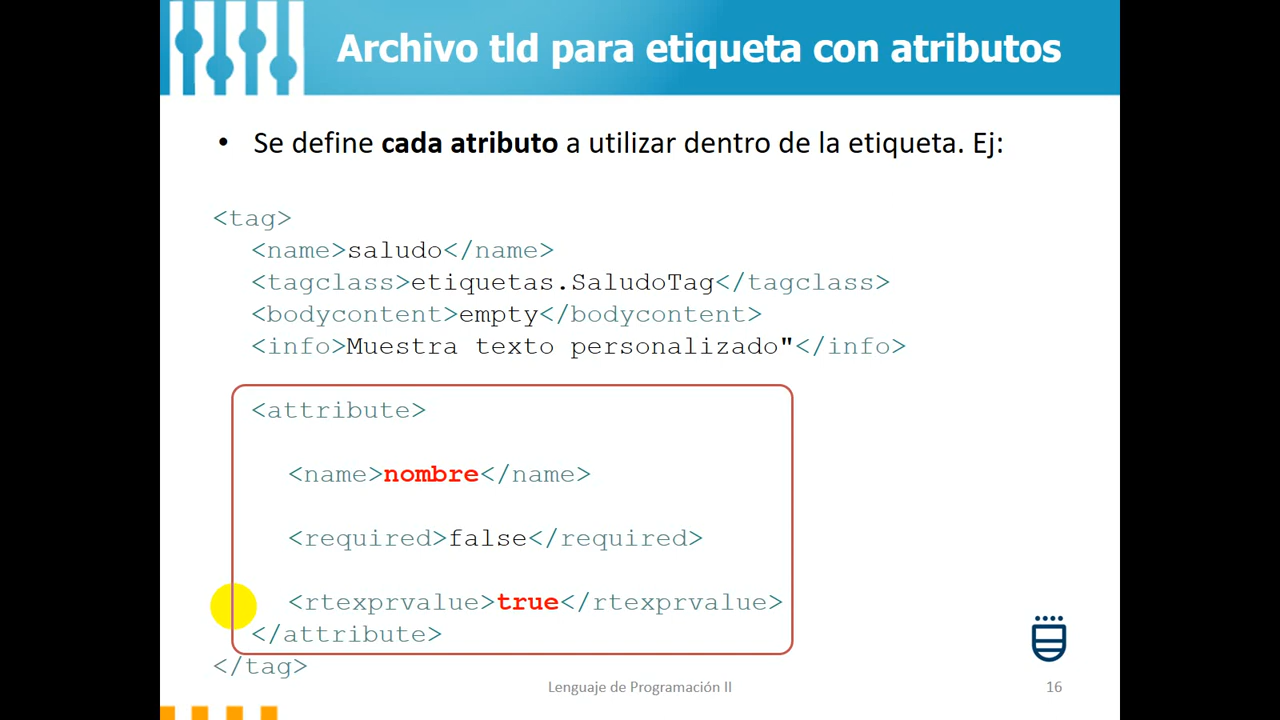 Archivo tld para etiqueta con atributos
• Se define cada atributo a utilizar dentro de la etiqueta. Ej:
<tag>
<name>saludo</name>
<tagclass>etiquetas.SaludoTag</tagclass>
<bodycontent>empty</bodycontent>
<info>Muestra texto personalizado"</info>
<attribute>
<name>nombre</name>
<required>false</required>
<rtexprvalue>true</rtexprvalue>
</attribute>
</tag>
Lenguaje de Programación II
16